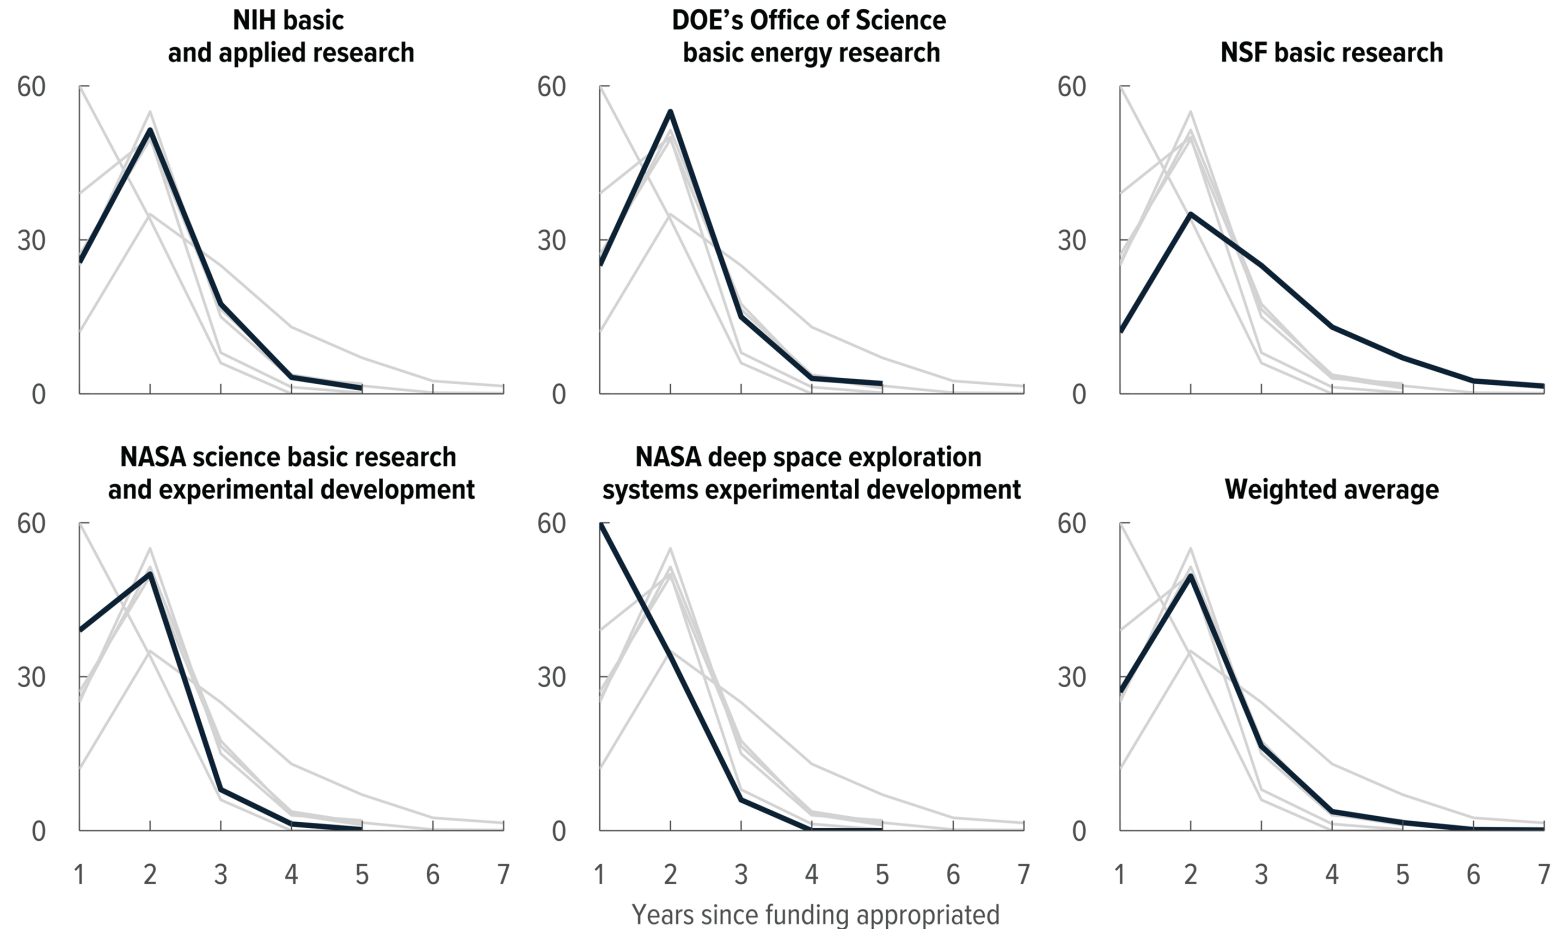 NIH basic
and applied research
DOE’s Office of Science
basic energy research
NSF basic research
60
30
0
60
30
0
60
30
0
NASA science basic research
and experimental development
NASA deep space exploration
systems experimental development
Weighted average
60
30
0
60
30
0
60
30
0
1 2 3 4 5 6 7
1 2 3 4 5 6 7
1 2 3 4 5 6 7
Years since funding appropriated